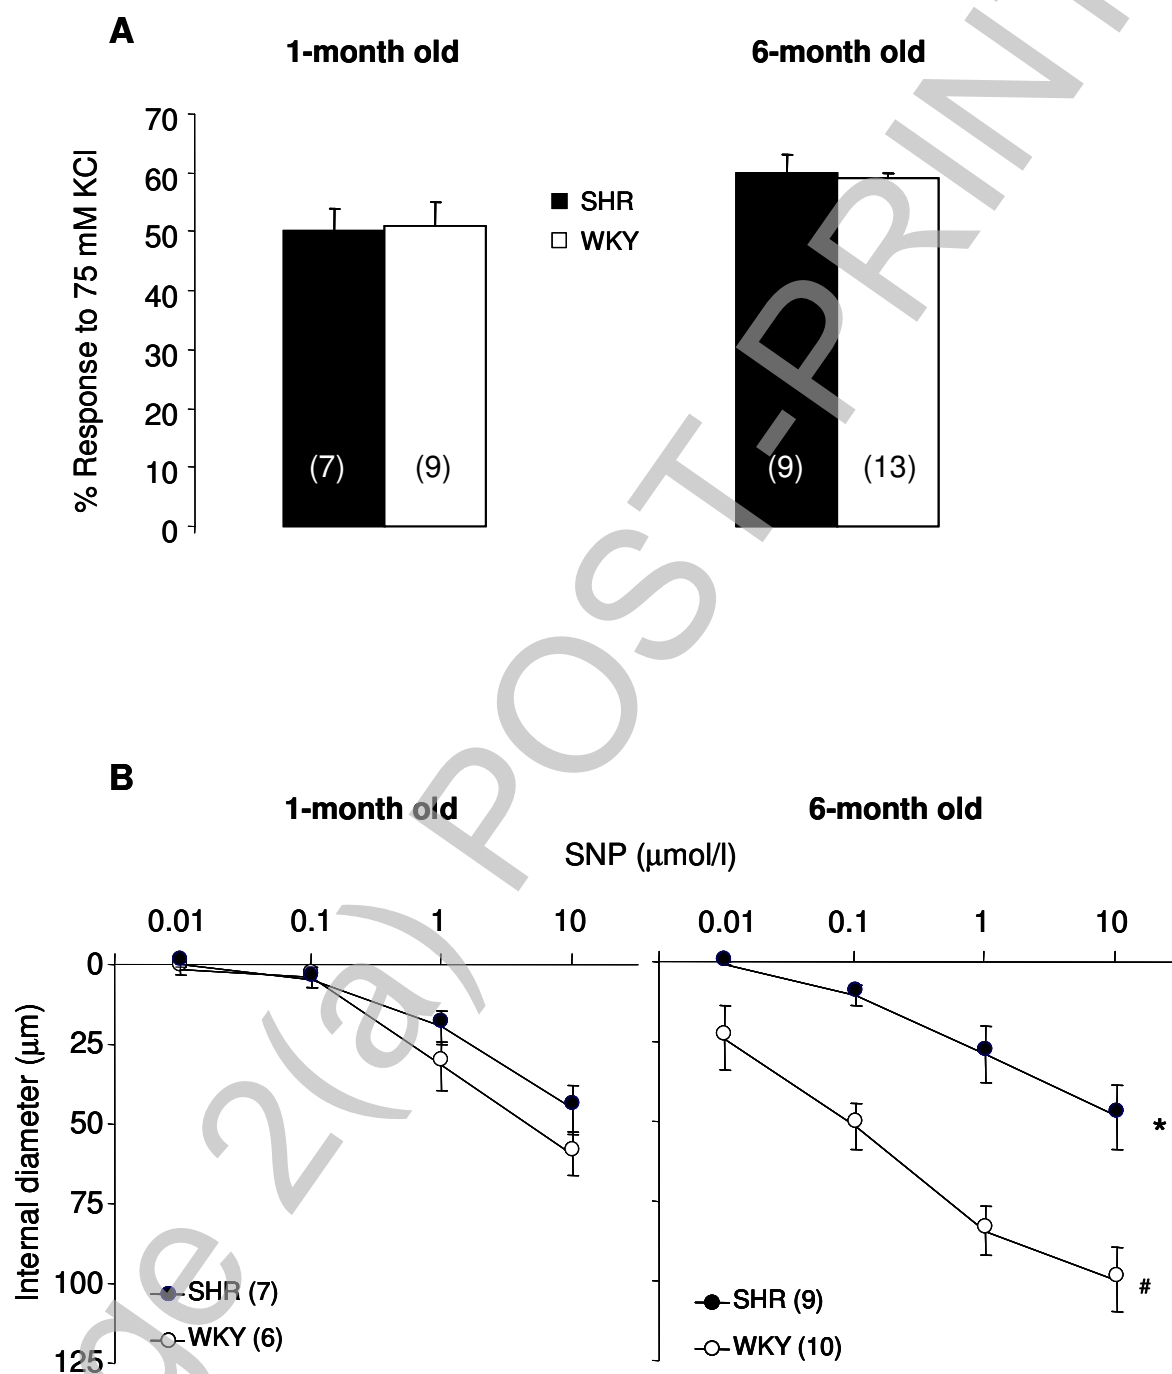 A
1-month old
6-month old
70
60
50
40
30
20
10
0
% Response to 75 mM KCl
SHR
WKY
(7)
(9)
(9)
(13)
B
1-month old
6-month old
SNP (µmol/l)
0.01 0.1 1 10
0.01 0.1 1 10
0
25
50
75
100
125
Internal diameter (µm)
SHR (7)
WKY (6)
SHR (9)
WKY (10)
*
#
2(a) POST-PRINT